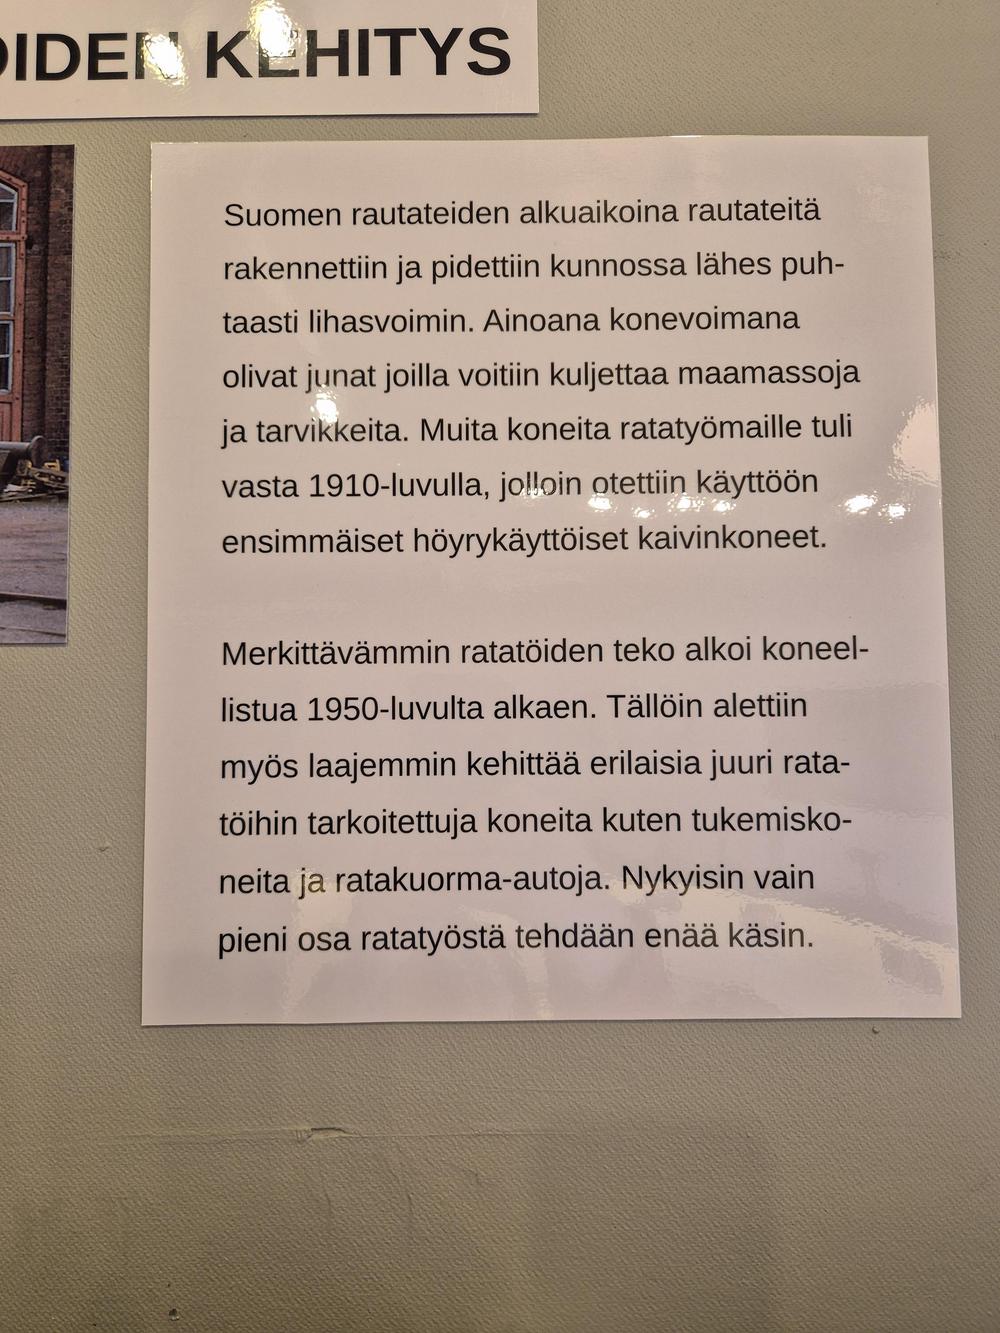 OIDEN KEHITYS
Suomen rautateiden alkuaikoina rautateitä
rakennettiin ja pidettiin kunnossa lähes puh-
taasti lihasvoimin. Ainoana konevoimana
olivat junat joilla voitiin kuljettaa maamassoja
ja tarvikkeita. Muita koneita ratatyömaille tuli
vasta 1910-luvulla, jolloin otettiin käyttöön
ensimmäiset höyrykäyttöiset kaivinkoneet.
Merkittävämmin ratatöiden teko alkoi koneel-
listua 1950-luvulta alkaen. Tällöin alettiin
myös laajemmin kehittää erilaisia juuri rata-
töihin tarkoitettuja koneita kuten tukemisko-
neita ja ratakuorma-autoja. Nykyisin vain
pieni osa ratatyöstä tehdään enää käsin.